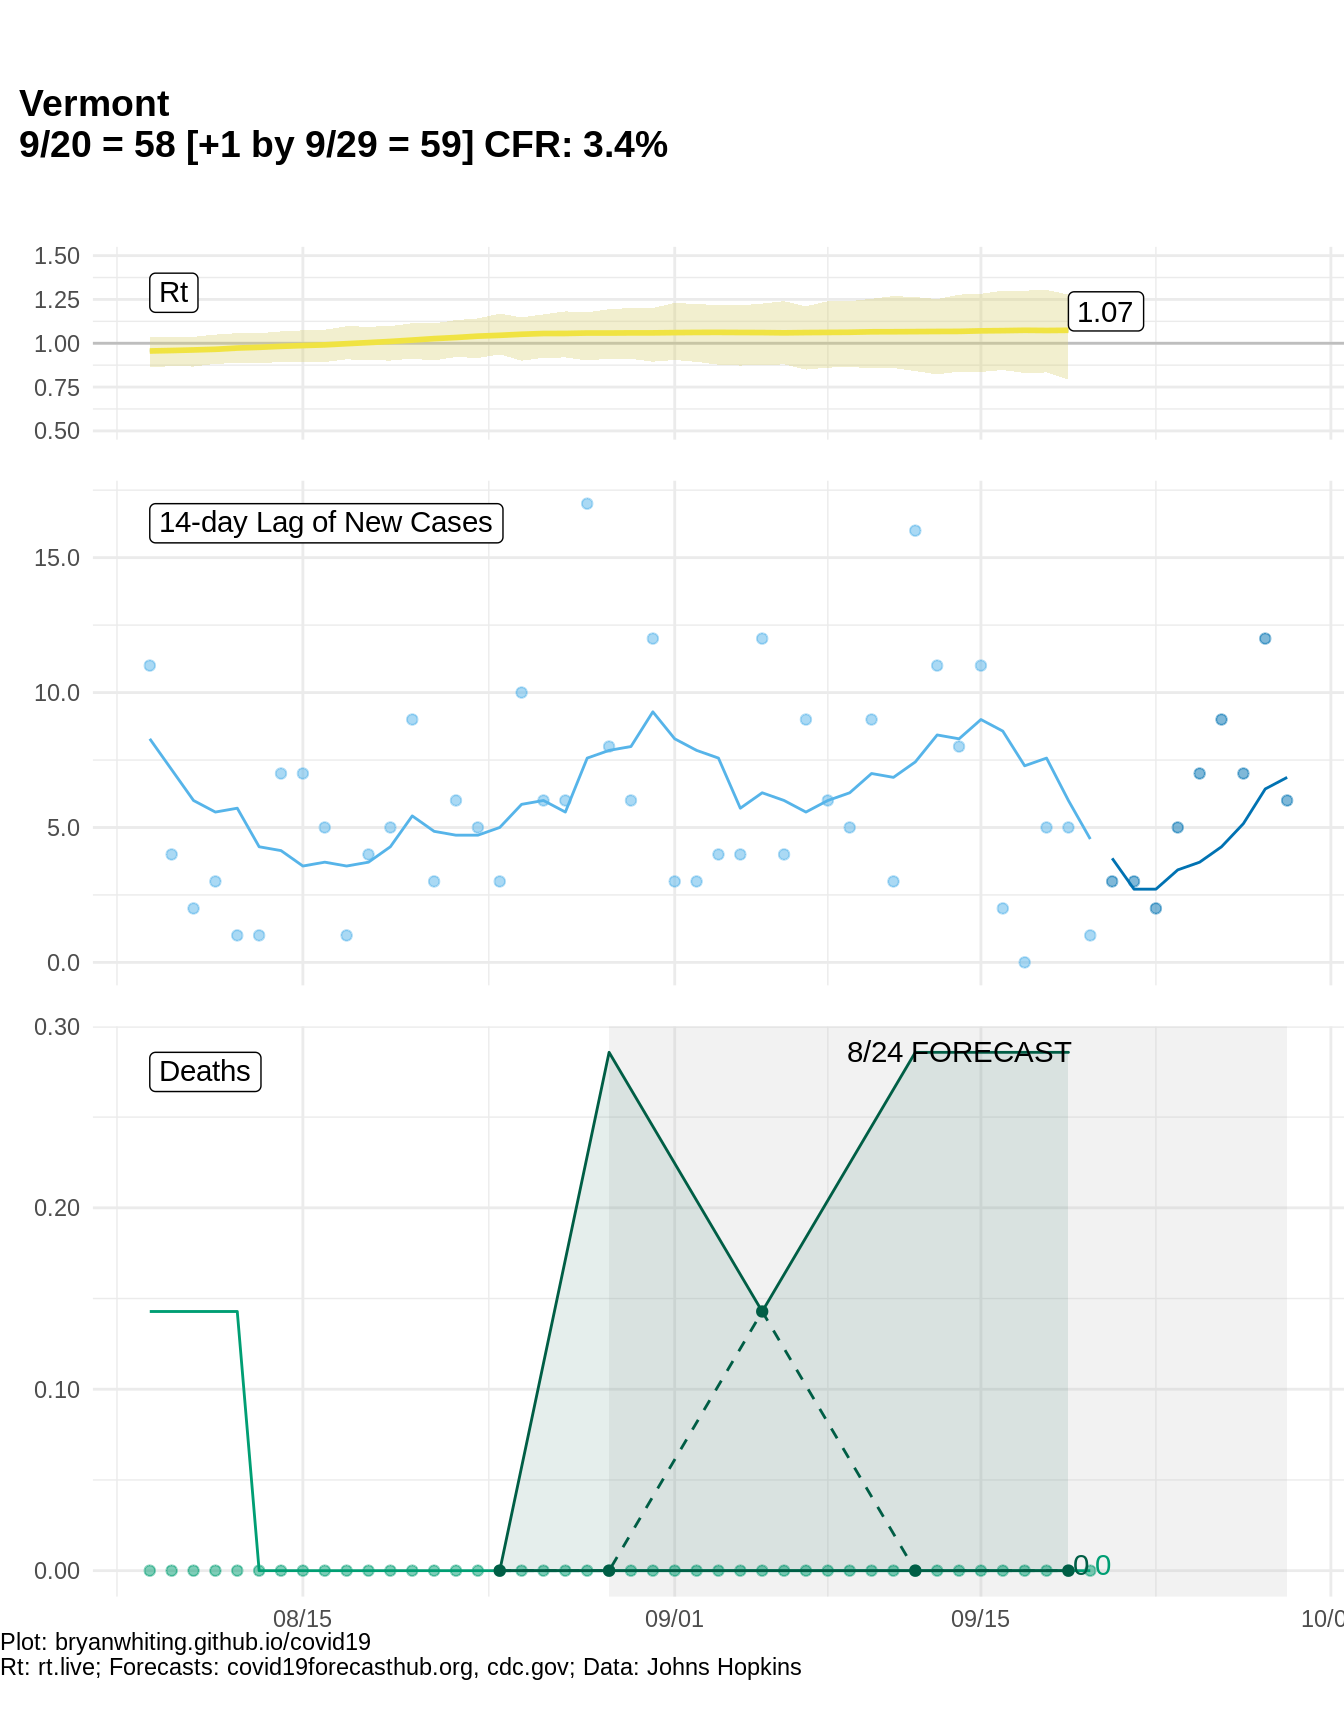 Vermont
9/20 = 58 [+1 by 9/29 = 59] CFR: 3.4%
1.50
1.25
1.00
0.75
0.50
Rt
1.07
14-day Lag of New Cases
15.0
10.0
5.0
0.0
0.30
0.20
0.10
0.00
Deaths
8/24 FORECAST
0 0
08/15 09/01 09/15 10/0
Plot: bryanwhiting.github.io/covid19
Rt: rt.live; Forecasts: covid19forecasthub.org, cdc.gov; Data: Johns Hopkins